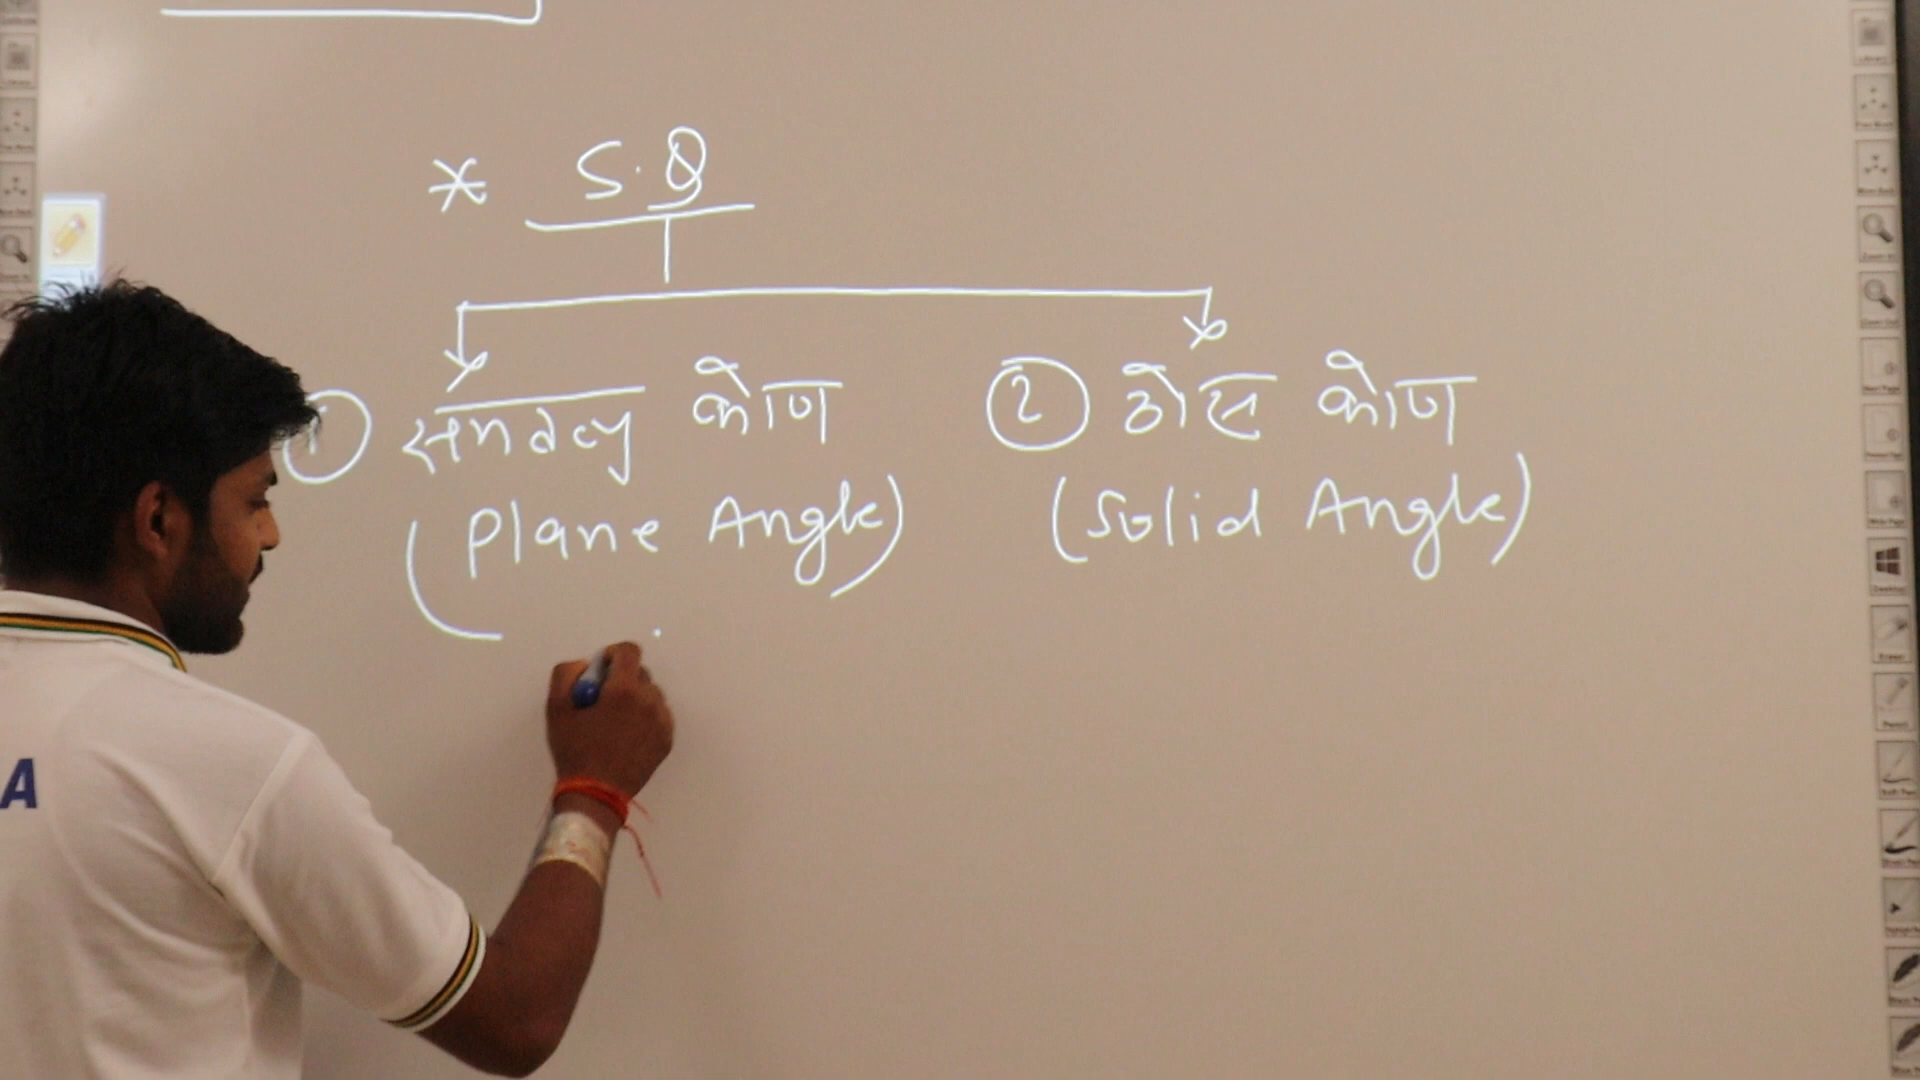 * S.Q
① समतल कोण ② ठोस कोण
(Plane Angle) (Solid Angle)
A